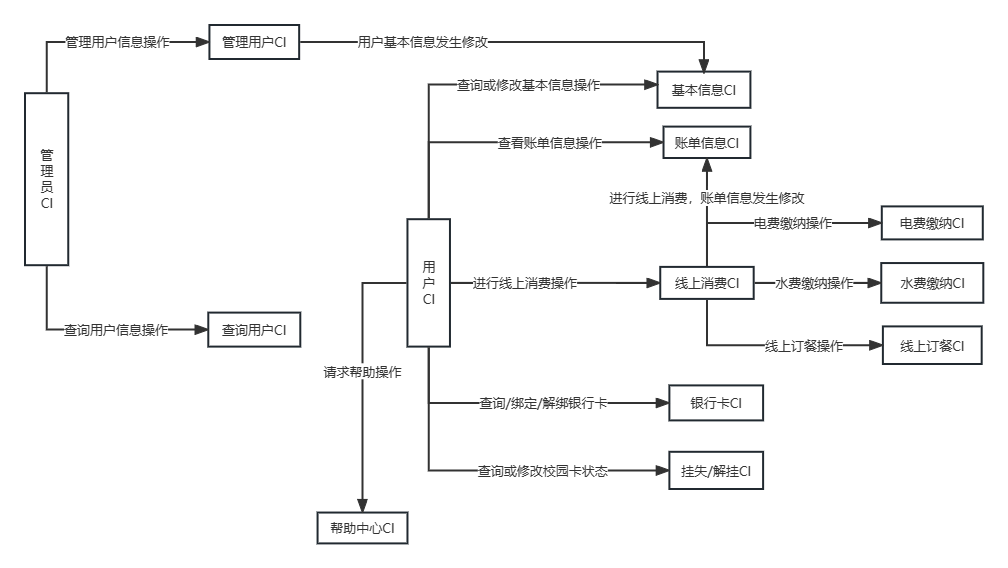 管理用户信息操作
管理用户CI
用户基本信息发生修改
查询或修改基本信息操作
基本信息CI
查看账单信息操作
账单信息CI
管
理
员
CI
进行线上消费，账单信息发生修改
电费缴纳操作
电费缴纳CI
用
户
CI
进行线上消费操作
线上消费CI
水费缴纳操作
水费缴纳CI
查询用户信息操作
查询用户CI
线上订餐操作
线上订餐CI
请求帮助操作
查询/绑定/解绑银行卡
银行卡CI
查询或修改校园卡状态
挂失/解挂CI
帮助中心CI